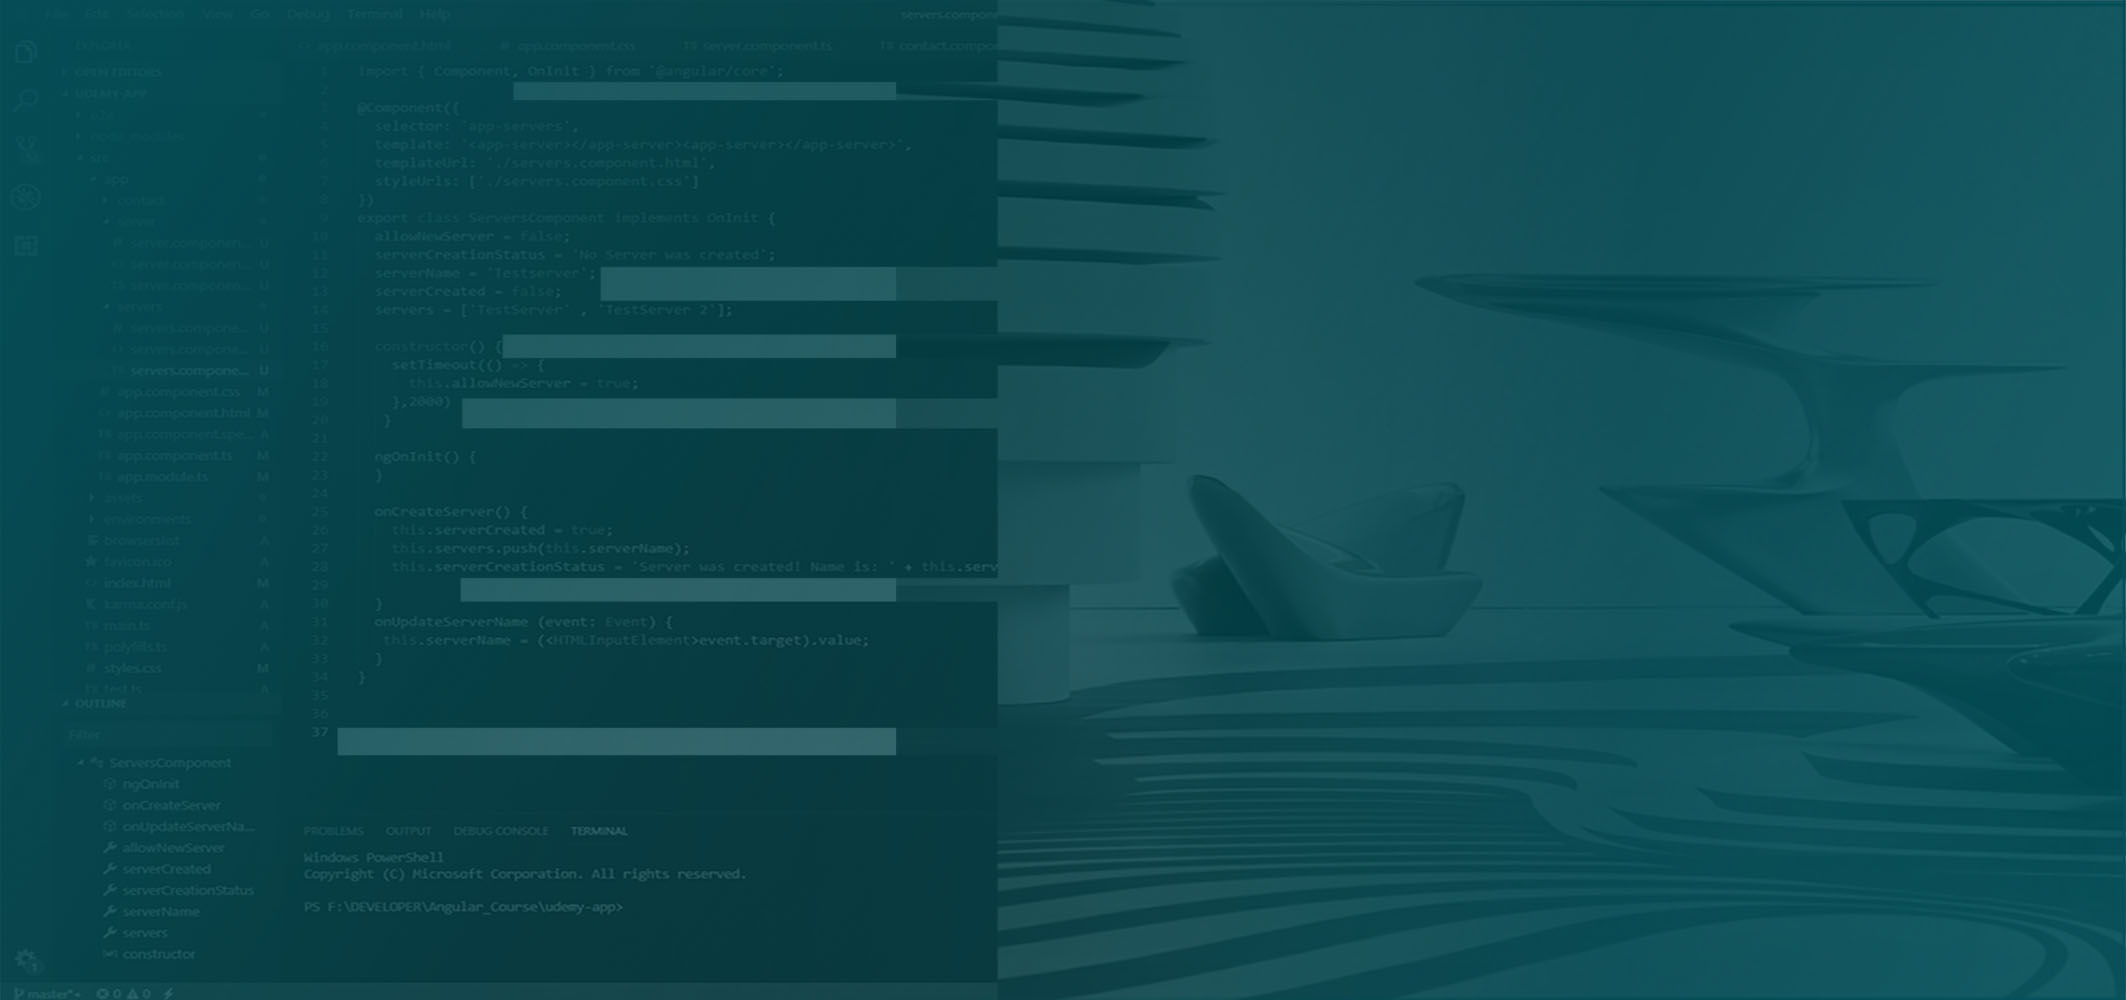 File Edit Selection View Go Debug Terminal Help
servers.compone
EXPLORER
OPEN EDITORS
UDEMY-APP
e2e
node_modules
src
app
contact
server
server.componen... U
server.componen... U
TS server.componen... U
servers
# servers.compone... U
servers.compone... U
TS servers.compone... U
# app.component.css M
app.component.html M
TS app.component.spe... A
TS app.component.ts M
TS app.module.ts M
assets
environments
browserslist A
favicon.ico A
index.html M
karma.conf.js A
TS main.ts A
TS polyfills.ts A
# styles.css M
TS test.ts A
OUTLINE
Filter
ServersComponent
ngOnInit
onCreateServer
onUpdateServerNa...
allowNewServer
serverCreated
serverCreationStatus
serverName
servers
constructor
app.component.html # app.component.css TS server.component.ts TS contact.compo
1 import { Component, OnInit } from '@angular/core';
2
3 @Component({
4 selector: 'app-servers',
5 template: '<app-server></app-server><app-server></app-server>',
6 templateUrl: './servers.component.html',
7 styleUrls: ['./servers.component.css']
8 })
9 export class ServersComponent implements OnInit {
10 allowNewServer = false;
11 serverCreationStatus = 'No Server was created';
12 serverName = 'Testserver';
13 serverCreated = false;
14 servers = ['TestServer' , 'TestServer 2'];
15
16 constructor() {
17 setTimeout(() => {
18 this.allowNewServer = true;
19 },2000)
20 }
21
22 ngOnInit() {
23 }
24
25 onCreateServer() {
26 this.serverCreated = true;
27 this.servers.push(this.serverName);
28 this.serverCreationStatus = 'Server was created! Name is: ' + this.serv
29
30 }
31 onUpdateServerName (event: Event) {
32 this.serverName = (<HTMLInputElement>event.target).value;
33 }
34 }
35
36
37
PROBLEMS OUTPUT DEBUG CONSOLE TERMINAL
Windows PowerShell
Copyright (C) Microsoft Corporation. All rights reserved.
PS F:\DEVELOPER\Angular_Course\udemy-app>
1
master*+ 0 0